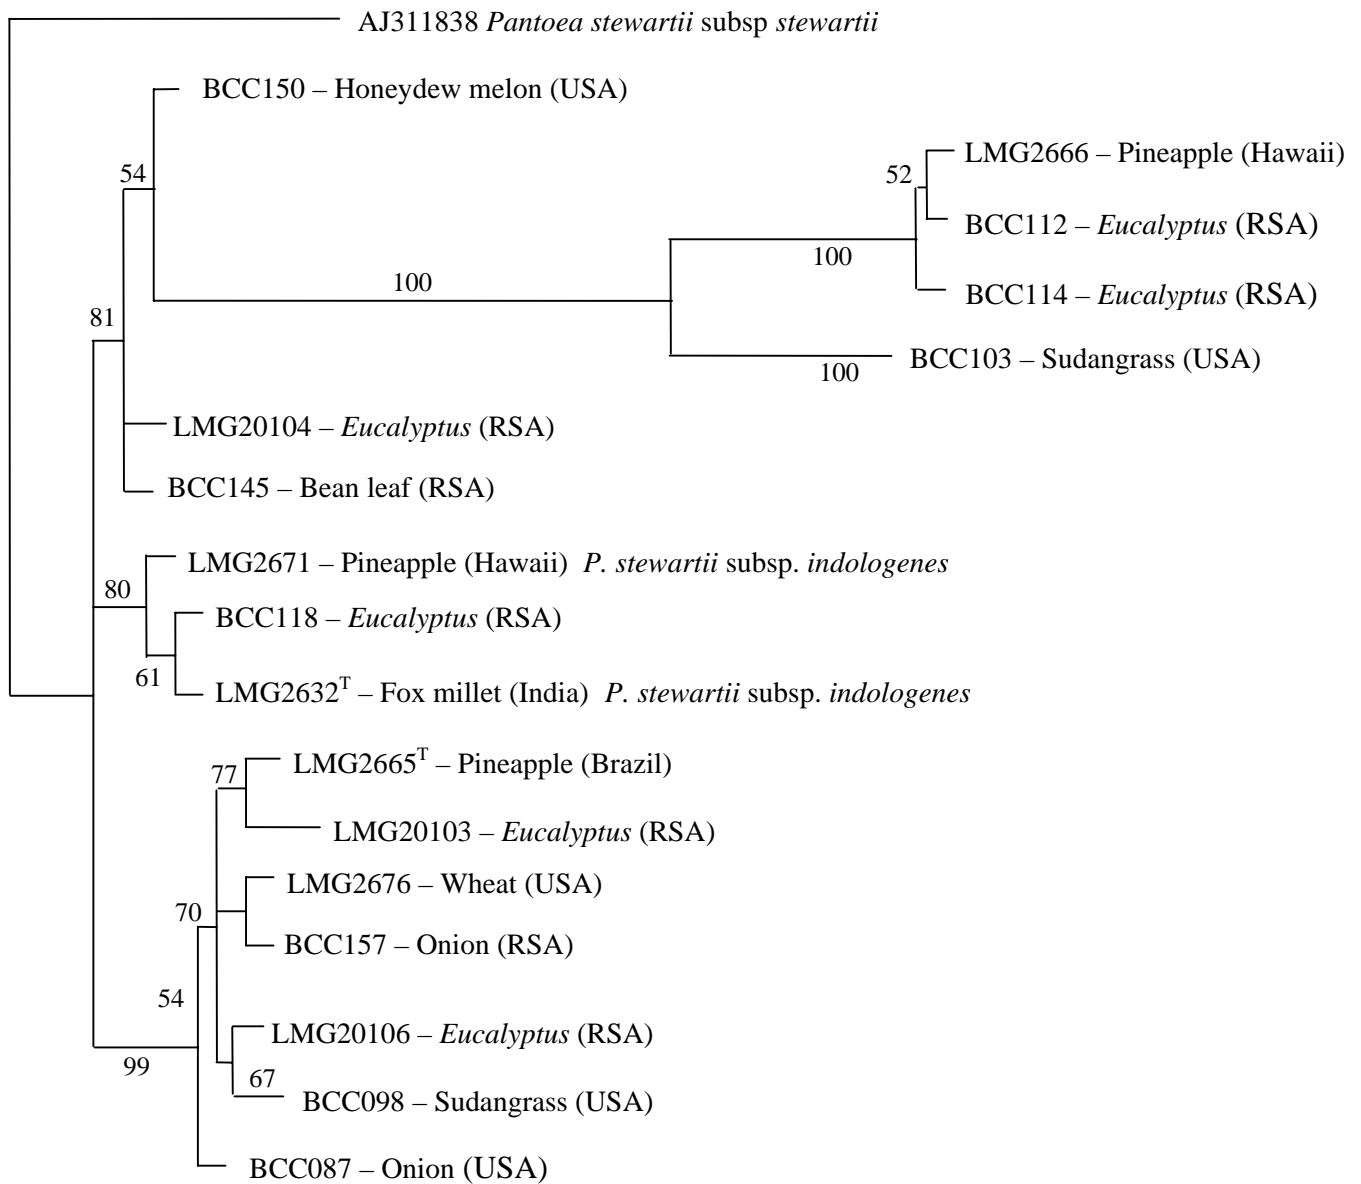 AJ311838 Pantoea stewartii subsp stewartii
BCC150 – Honeydew melon (USA)
LMG2666 – Pineapple (Hawaii)
54
52
BCC112 – Eucalyptus (RSA)
100
100
BCC114 – Eucalyptus (RSA)
81
BCC103 – Sudangrass (USA)
100
LMG20104 – Eucalyptus (RSA)
BCC145 – Bean leaf (RSA)
LMG2671 – Pineapple (Hawaii) P. stewartii subsp. indologenes
80
BCC118 – Eucalyptus (RSA)
61
LMG2632T – Fox millet (India) P. stewartii subsp. indologenes
LMG2665T – Pineapple (Brazil)
77
LMG20103 – Eucalyptus (RSA)
LMG2676 – Wheat (USA)
70
BCC157 – Onion (RSA)
54
LMG20106 – Eucalyptus (RSA)
99
67
BCC098 – Sudangrass (USA)
BCC087 – Onion (USA)